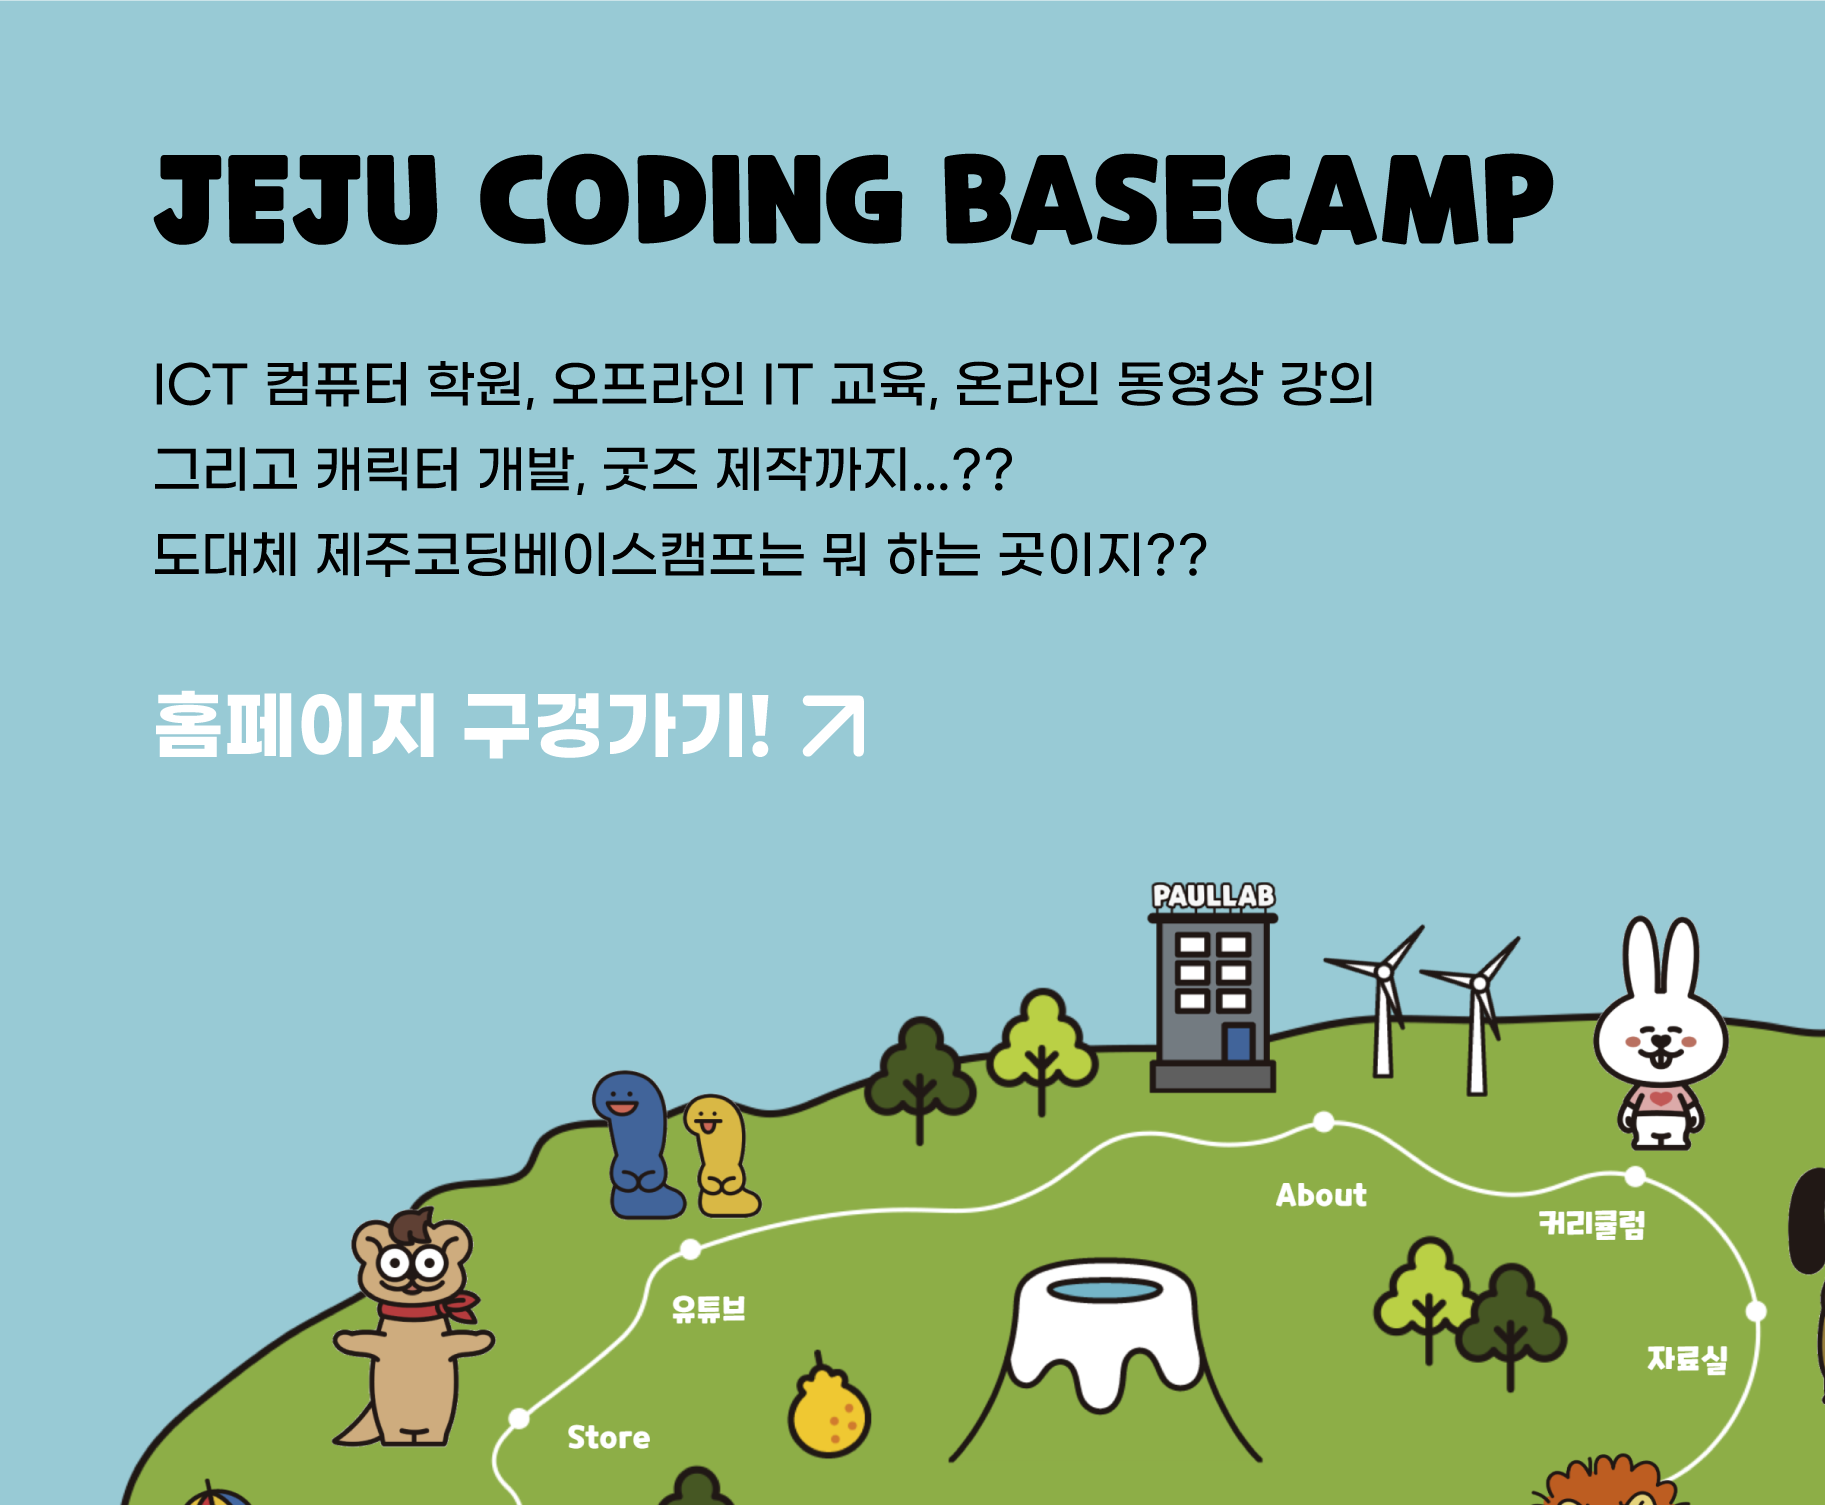 JEJU CODING BASECAMP
ICT 컴퓨터 학원, 오프라인 IT 교육, 온라인 동영상 강의
그리고 캐릭터 개발, 굿즈 제작까지...??
도대체 제주코딩베이스캠프는 뭐 하는 곳이지??
홈페이지 구경가기!
PAULLAB
About
커리큘럼
유튜브
자료실
Store